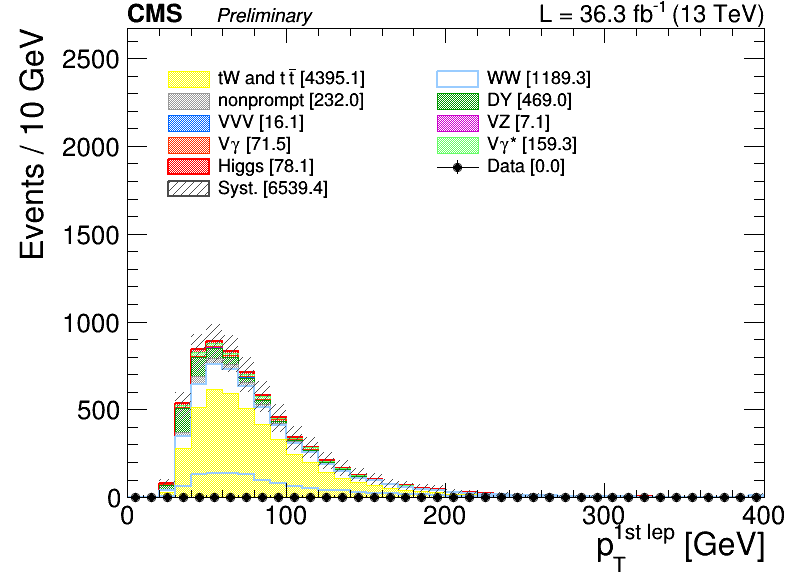 CMS Preliminary L = 36.3 fb⁻¹ (13 TeV)
Events / 10 GeV
2500
2000
1500
1000
500
0
tW and tt̄ [4395.1]
nonprompt [232.0]
VVV [16.1]
Vγ [71.5]
Higgs [78.1]
Syst. [6539.4]
WW [1189.3]
DY [469.0]
VZ [7.1]
Vγ* [159.3]
Data [0.0]
0 100 200 300 400
p_T^1st lep [GeV]